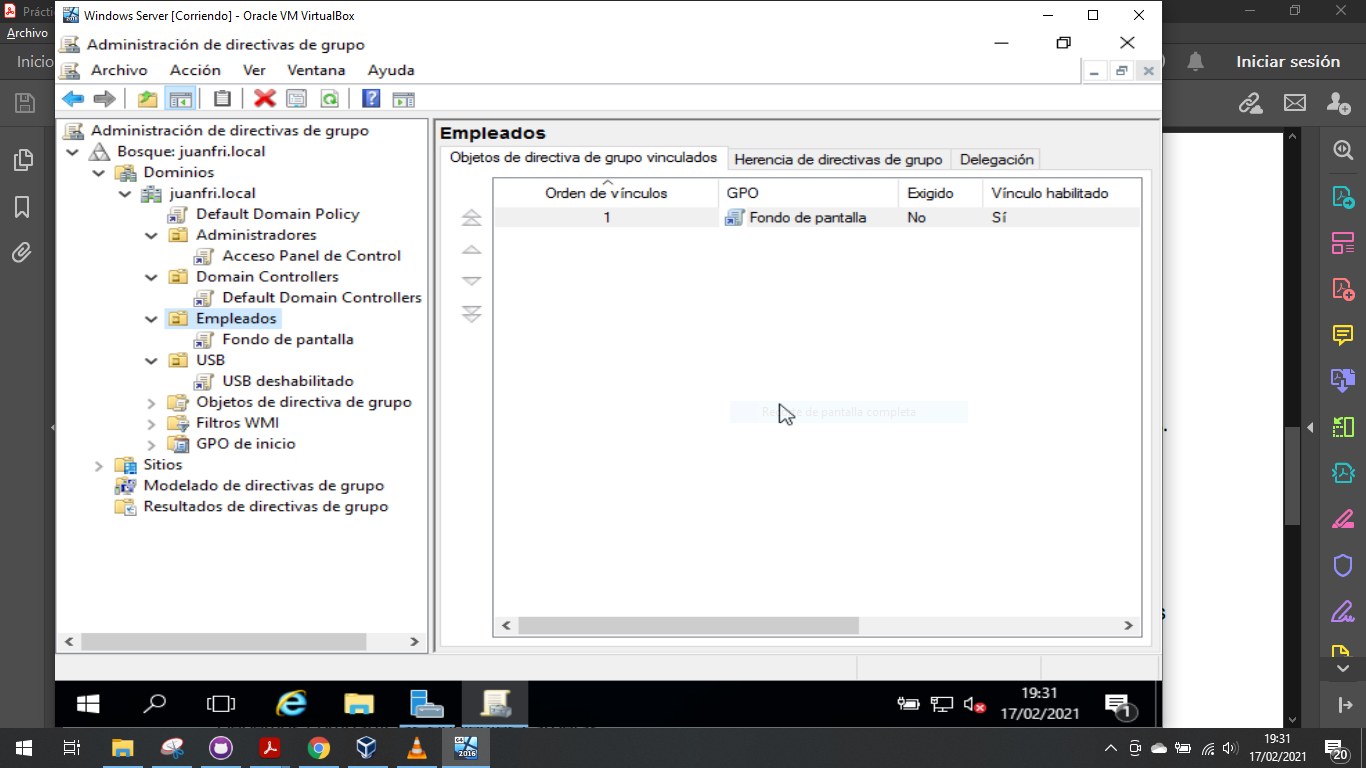 Práctic
Windows Server [Corriendo] - Oracle VM VirtualBox
Archivo
Administración de directivas de grupo
Inicio
Iniciar sesión
Archivo Acción Ver Ventana Ayuda
Administración de directivas de grupo
Bosque: juanfri.local
Dominios
juanfri.local
Default Domain Policy
Administradores
Acceso Panel de Control
Domain Controllers
Default Domain Controllers
Empleados
Fondo de pantalla
USB
USB deshabilitado
Objetos de directiva de grupo
Filtros WMI
GPO de inicio
Sitios
Modelado de directivas de grupo
Resultados de directivas de grupo
Empleados
Objetos de directiva de grupo vinculados Herencia de directivas de grupo Delegación
Orden de vínculos GPO Exigido Vínculo habilitado
1 Fondo de pantalla No Sí
de pantalla completa
19:31
17/02/2021
1
2016
19:31
17/02/2021
20